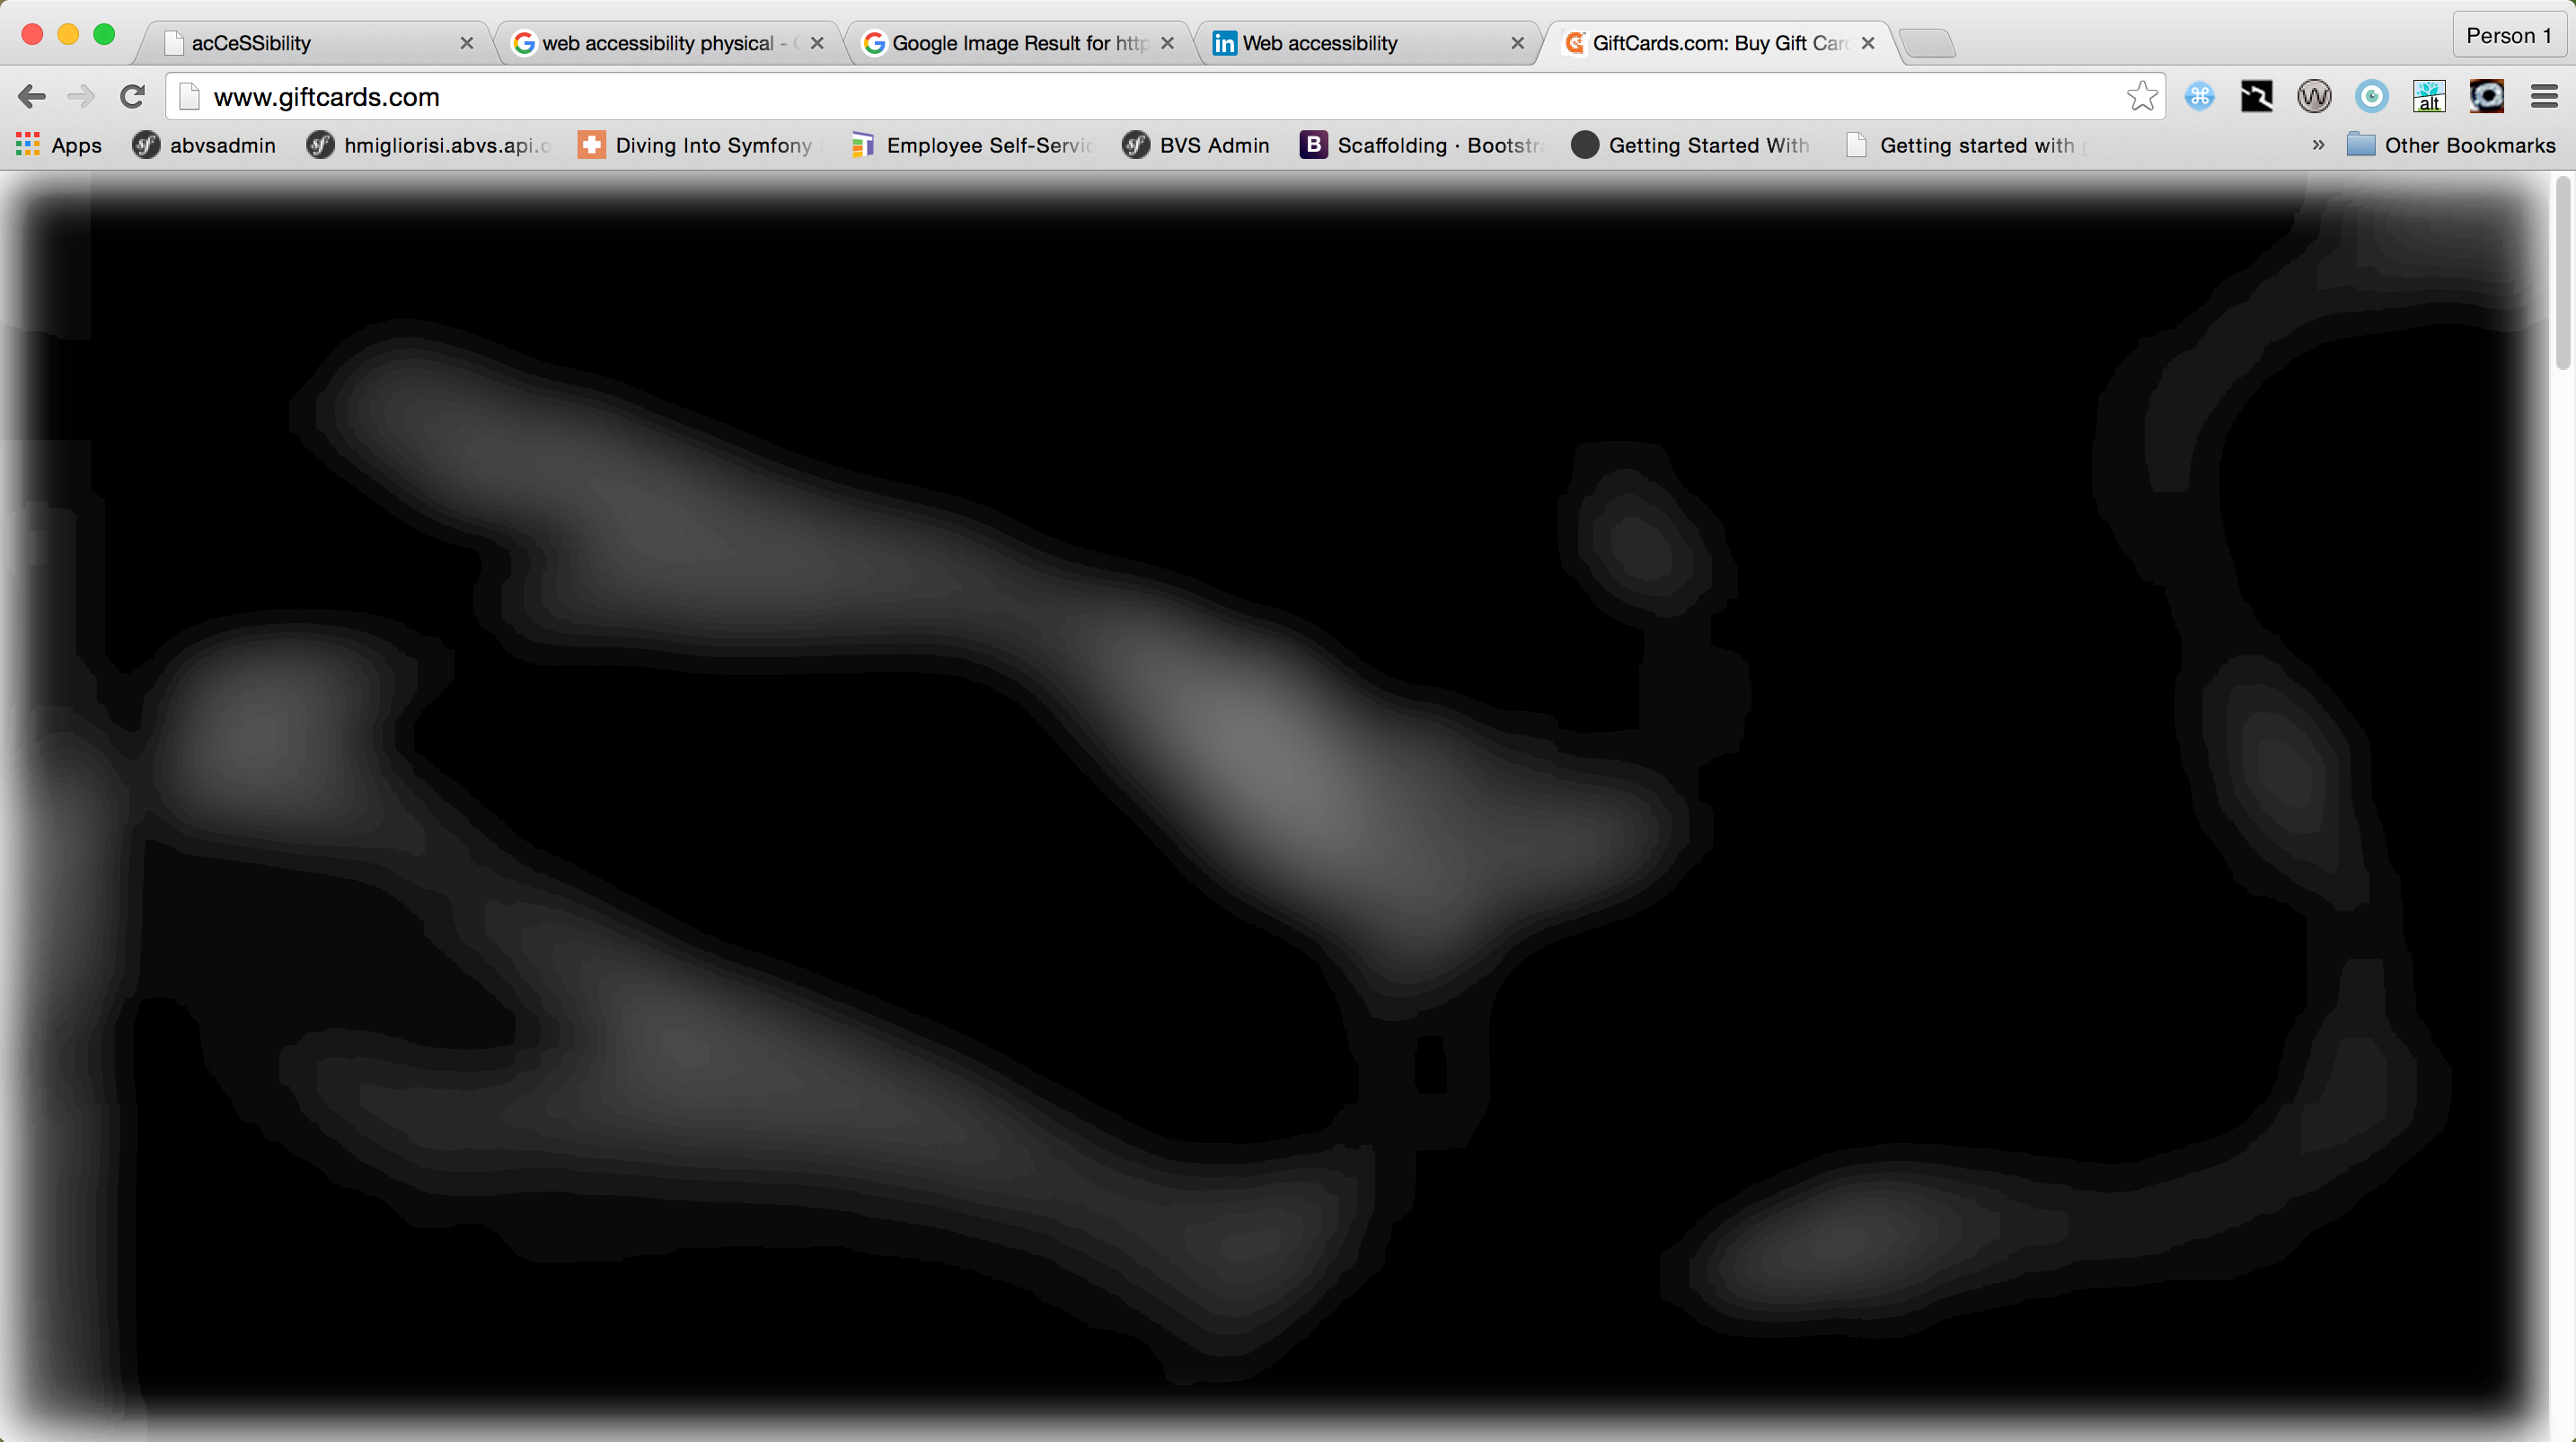 acCeSSibility
web accessibility physical -
Google Image Result for http
Web accessibility
GiftCards.com: Buy Gift Car
Person 1
www.giftcards.com
alt
Apps
abvsadmin
hmigliorisi.abvs.api.c
Diving Into Symfony
Employee Self-Servic
BVS Admin
B
Scaffolding · Bootstr
Getting Started With
Getting started with
»
Other Bookmarks